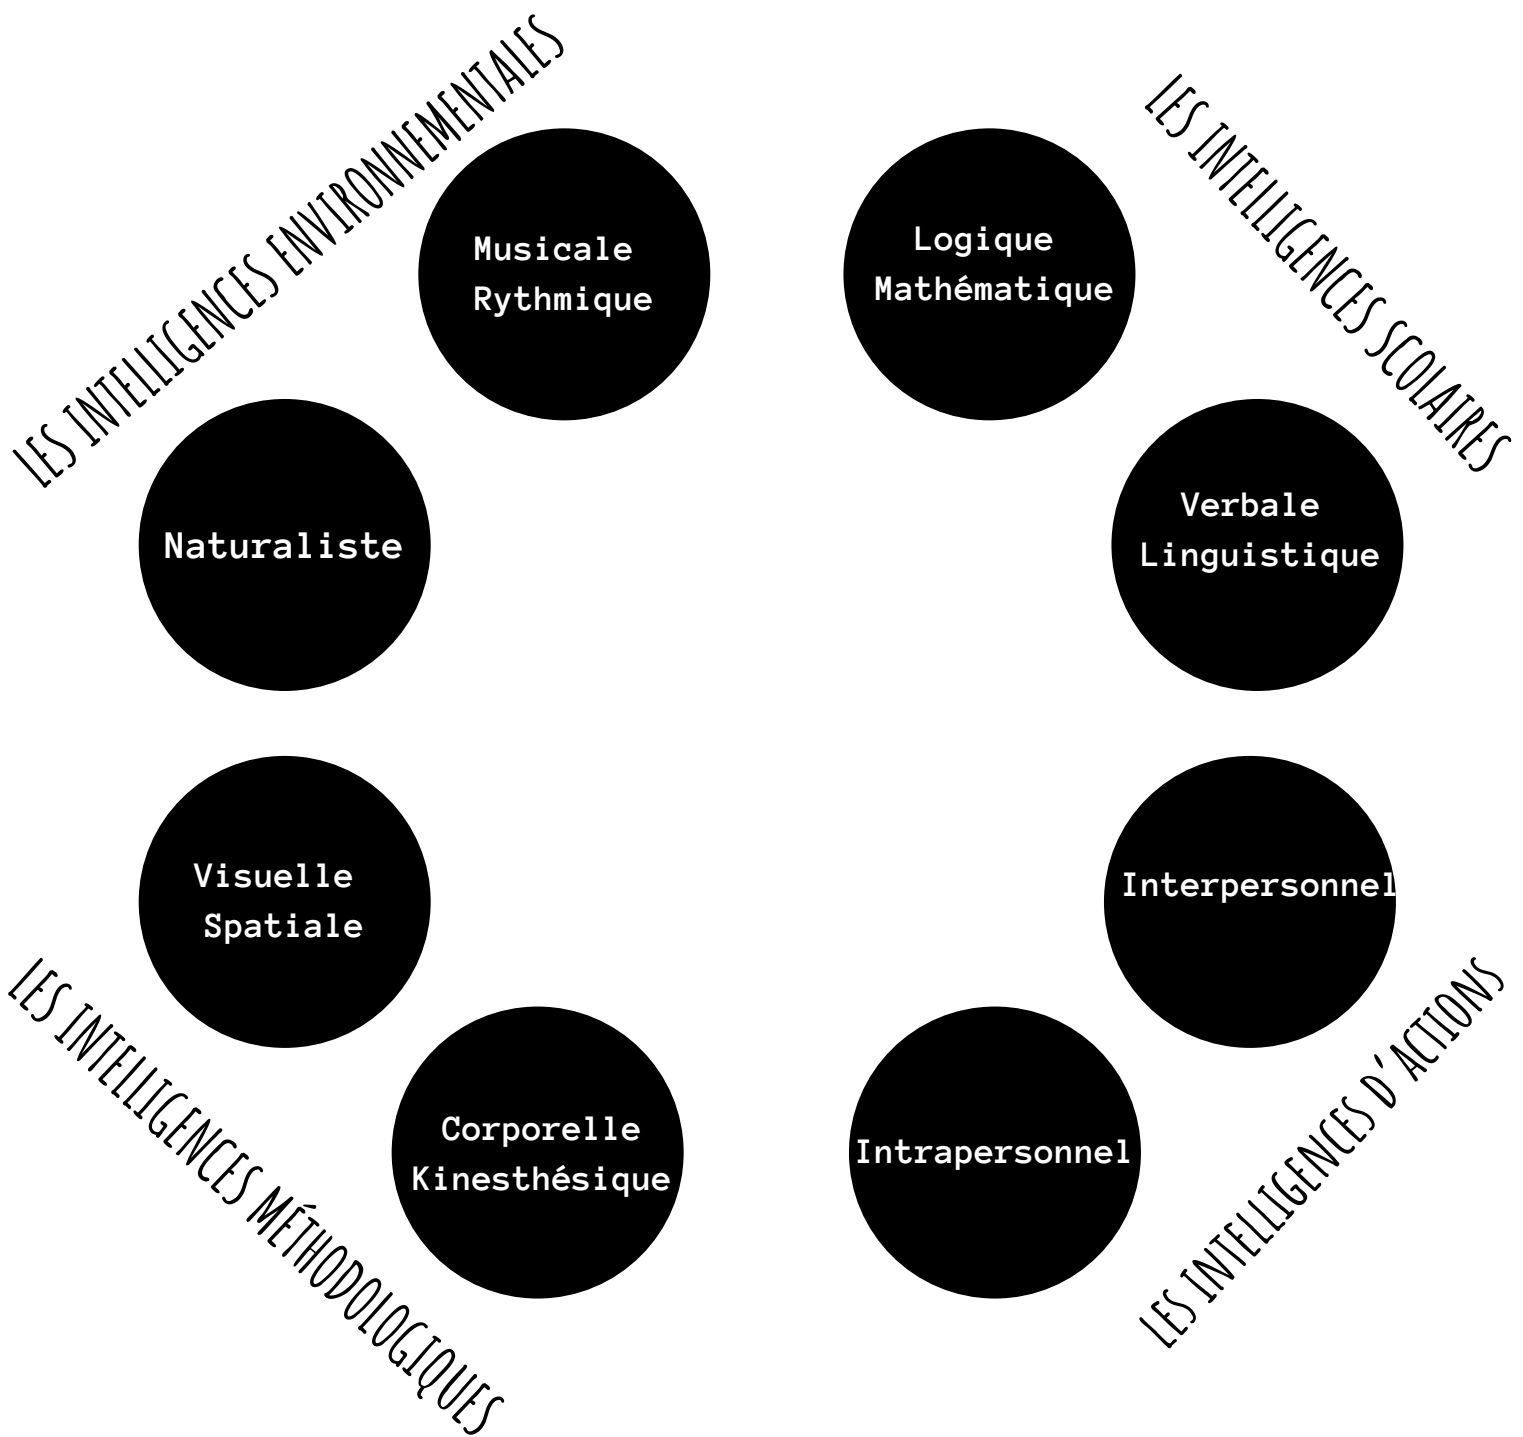 LES INTELLIGENCES ENVIRONNEMENTALES
LES INTELLIGENCES SCOLAIRES
Musicale
Rythmique
Logique
Mathématique
Naturaliste
Verbale
Linguistique
Visuelle
Spatiale
Interpersonnel
Corporelle
Kinesthésique
Intrapersonnel
LES INTELLIGENCES MÉTHODOLOGIQUES
LES INTELLIGENCES D'ACTIONS